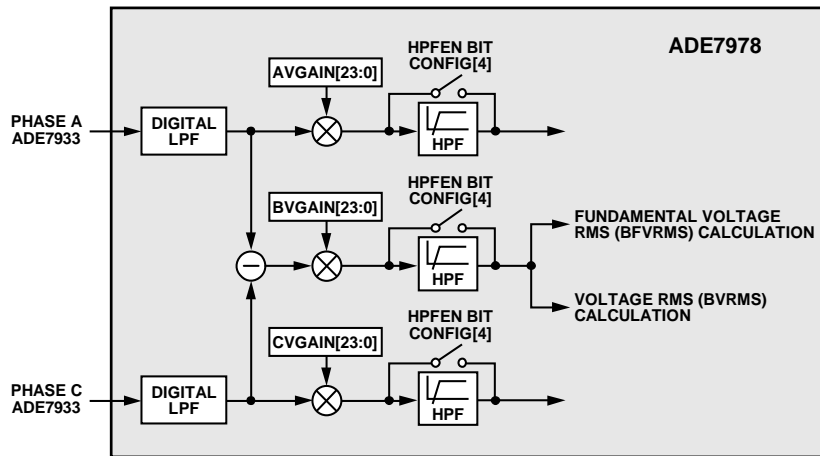 ADE7978
HPFEN BIT
CONFIG[4]
AVGAIN[23:0]
PHASE A
ADE7933
DIGITAL
LPF
HPF
HPFEN BIT
CONFIG[4]
BVGAIN[23:0]
HPF
FUNDAMENTAL VOLTAGE
RMS (BFVRMS) CALCULATION
VOLTAGE RMS (BVRMS)
CALCULATION
HPFEN BIT
CONFIG[4]
CVGAIN[23:0]
PHASE C
ADE7933
DIGITAL
LPF
HPF